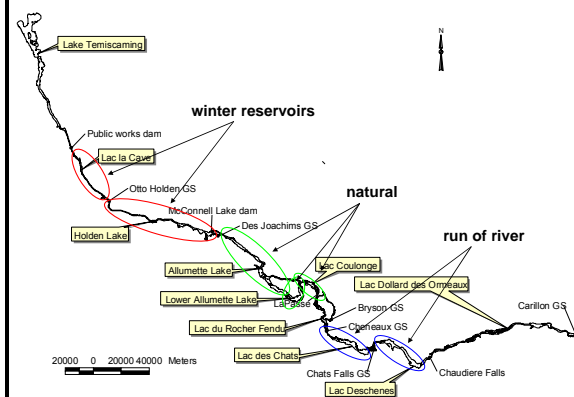 N
Lake Temiscaming
winter reservoirs
Public works dam
Lac la Cave
Otto Holden GS
natural
McConnell Lake dam
Des Joachims GS
Holden Lake
run of river
Allumette Lake
Lac Coulonge
Lac Dollard des Ormeaux
Lower Allumette Lake
LaPasse
Bryson GS
Carillon GS
Lac du Rocher Fendu
Cheneaux GS
Lac des Chats
20000 0 20000 40000 Meters
Chats Falls GS
Chaudiere Falls
Lac Deschenes